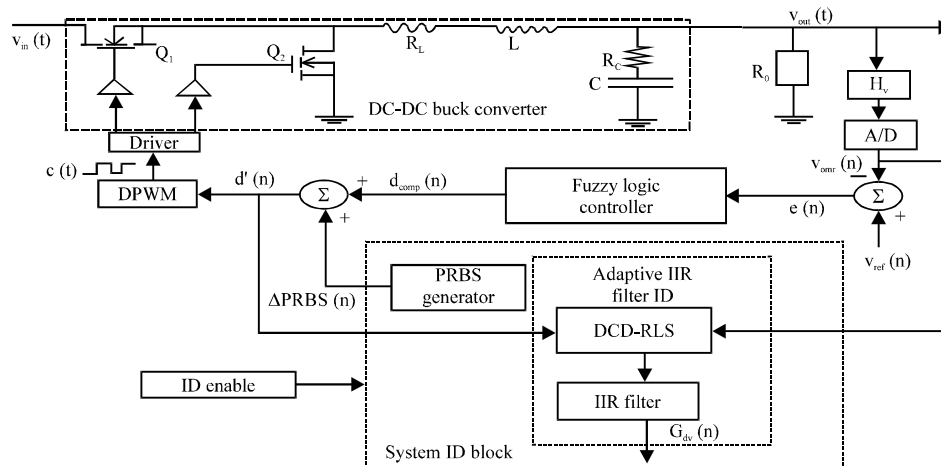 v_in (t)
Q_1
Q_2
R_L
L
R_C
C
DC-DC buck converter
v_out (t)
R_0
H_v
A/D
Driver
c (t)
DPWM
d' (n)
Σ
+
+
d_comp (n)
Fuzzy logic
controller
e (n)
v_omr (n)
–
Σ
+
v_ref (n)
ΔPRBS (n)
PRBS
generator
Adaptive IIR
filter ID
DCD-RLS
ID enable
IIR filter
G_dv (n)
System ID block